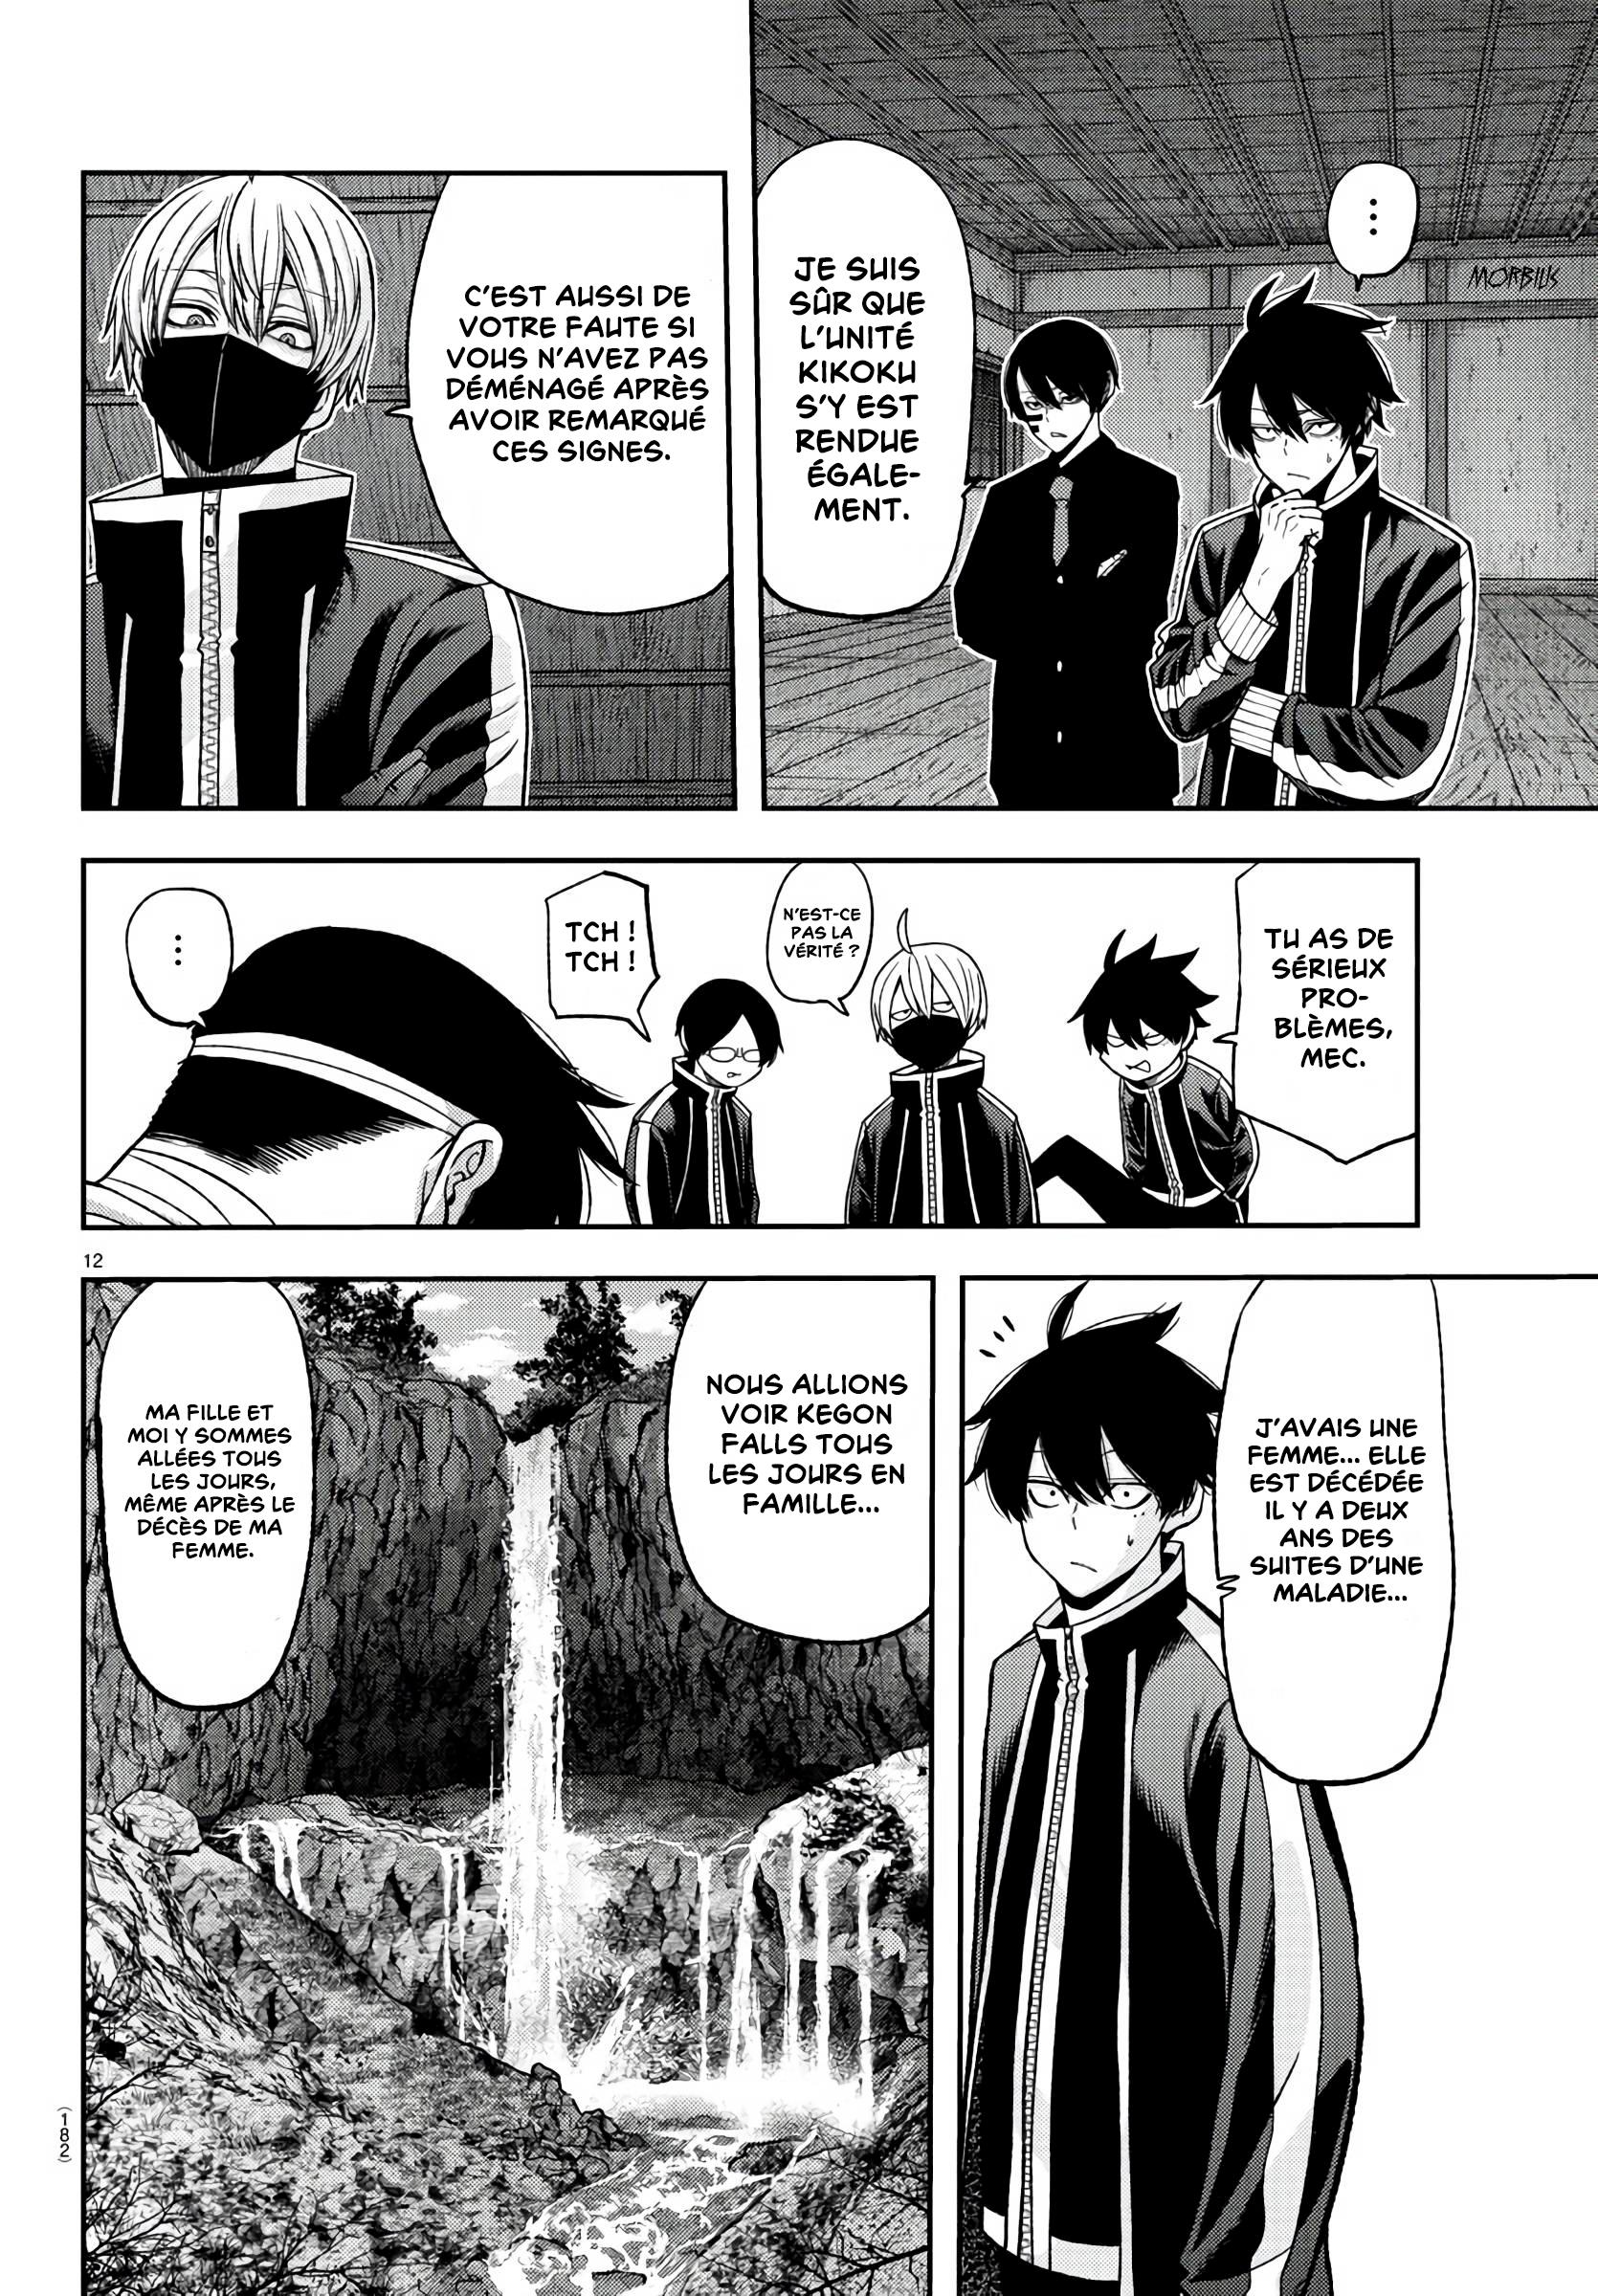 ...
MORBIUS
JE SUIS
SÛR QUE
L'UNITÉ
KIKOKU
S'Y EST
RENDUE
ÉGALE-
MENT.
C'EST AUSSI DE
VOTRE FAUTE SI
VOUS N'AVEZ PAS
DÉMÉNAGÉ APRÈS
AVOIR REMARQUÉ
CES SIGNES.
TU AS DE
SÉRIEUX
PRO-
BLÈMES,
MEC.
N'EST-CE
PAS LA
VÉRITÉ ?
TCH !
TCH !
...
12
J'AVAIS UNE
FEMME... ELLE
EST DÉCÉDÉE
IL Y A DEUX
ANS DES
SUITES D'UNE
MALADIE...
NOUS ALLIONS
VOIR KEGON
FALLS TOUS
LES JOURS EN
FAMILLE...
MA FILLE ET
MOI Y SOMMES
ALLÉES TOUS
LES JOURS,
MÊME APRÈS LE
DÉCÈS DE MA
FEMME.
(182)